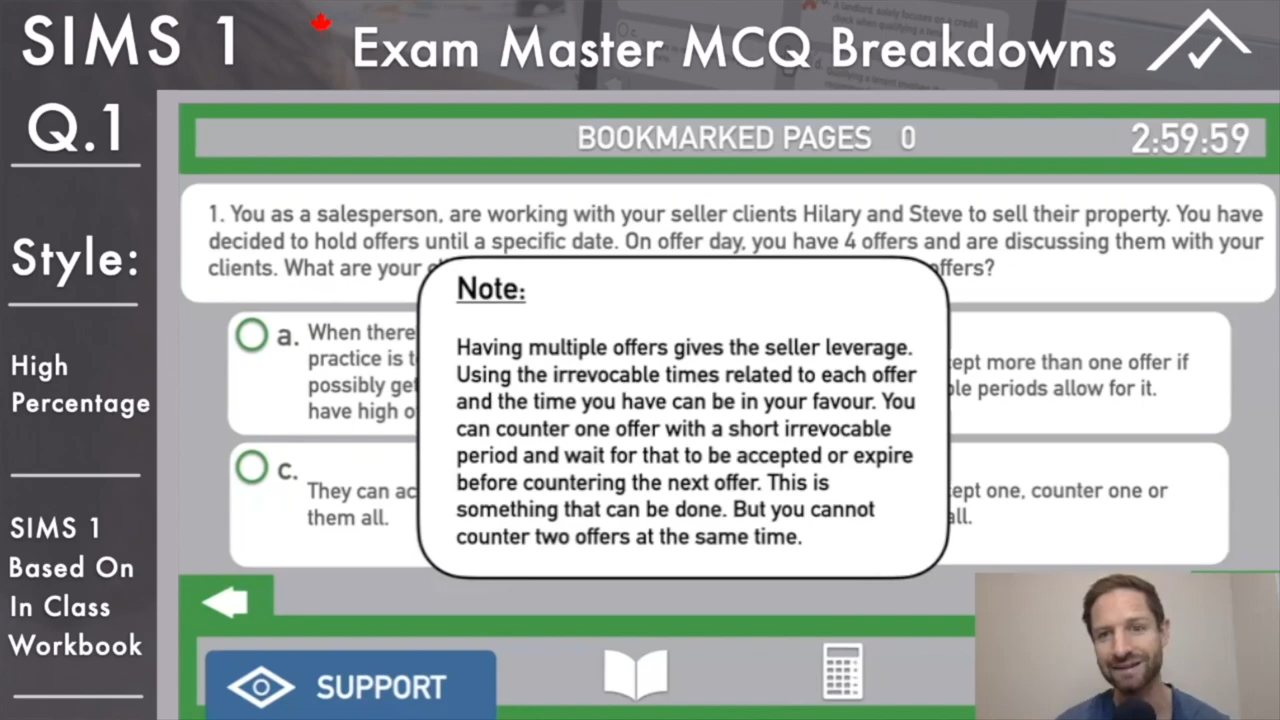 SIMS 1
Exam Master MCQ Breakdowns
Q.1
Style:
High
Percentage
SIMS 1
Based On
In Class
Workbook
BOOKMARKED PAGES 0
2:59:59
1. You as a salesperson, are working with your seller clients Hilary and Steve to sell their property. You have
decided to hold offers until a specific date. On offer day, you have 4 offers and are discussing them with your
clients. What are your
offers?
a. When there
practice is
possibly
have high
ept more than one offer if
le periods allow for it.
c.
They can
them all.
ept one, counter one or
all.
Note:
Having multiple offers gives the seller leverage.
Using the irrevocable times related to each offer
and the time you have can be in your favour. You
can counter one offer with a short irrevocable
period and wait for that to be accepted or expire
before countering the next offer. This is
something that can be done. But you cannot
counter two offers at the same time.
SUPPORT